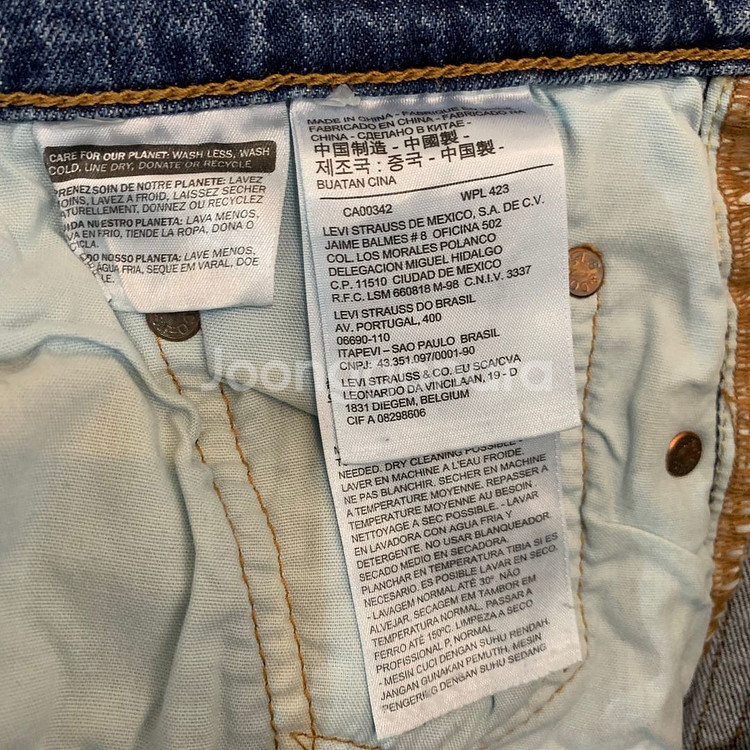 CARE FOR OUR PLANET: WASH LESS, WASH
COLD, LINE DRY, DONATE OR RECYCLE
PRENEZ SOIN DE NOTRE PLANETE: LAVEZ
MOINS, LAVEZ A FROID, LAISSEZ SECHER
NATURELLEMENT, DONNEZ OU RECYCLEZ
NUESTRO PLANETA: LAVA MENOS,
EN FRIO, TIENDE LA ROPA, DONA O
DO NOSSO PLANETA: LAVE MENOS,
AGUA FRIA, SEQUE EM VARAL, DOE
MADE IN CHINA - FABRIQUE
FABRICADO EN CHINA - FABRICADO NA
CHINA - СДЕЛАНО В КИТАЕ -
中国制造 - 中國製 -
제조국 : 중국 - 中国製 -
BUATAN CINA
CA00342 WPL 423
LEVI STRAUSS DE MEXICO, S.A. DE C.V.
JAIME BALMES # 8 OFICINA 502
COL. LOS MORALES POLANCO
DELEGACION MIGUEL HIDALGO
C.P. 11510 CIUDAD DE MEXICO
R.F.C. LSM 660818 M-98 C.N.I.V. 3337
LEVI STRAUSS DO BRASIL
AV. PORTUGAL, 400
06690-110
ITAPEVI – SAO PAULO BRASIL
CNPJ: 43.351.097/0001-90
LEVI STRAUSS & CO. EU SCA/CVA
LEONARDO DA VINCILAAN, 19 - D
1831 DIEGEM, BELGIUM
CIF A 08298606
NEEDED. DRY CLEANING POSSIBLE -
LAVER EN MACHINE A L'EAU FROIDE.
NE PAS BLANCHIR. SECHER EN MACHINE
A TEMPERATURE MOYENNE. REPASSER A
TEMPERATURE MOYENNE AU BESOIN.
NETTOYAGE A SEC POSSIBLE. - LAVAR
EN LAVADORA CON AGUA FRIA Y
DETERGENTE. NO USAR BLANQUEADOR.
SECADO MEDIO EN SECADORA.
PLANCHAR EN TEMPERATURA TIBIA SI ES
NECESARIO. ES POSIBLE LAVAR EN SECO.
- LAVAGEM NORMAL ATÉ 30º. NÃO
ALVEJAR. SECAGEM EM TAMBOR EM
TEMPERATURA NORMAL. PASSAR A
FERRO ATÉ 150ºC. LIMPEZA A SECO
PROFISSIONAL P, NORMAL.
- MESIN CUCI DENGAN SUHU RENDAH.
JANGAN GUNAKAN PEMUTIH. MESIN
PENGERING DENGAN SUHU SEDANG